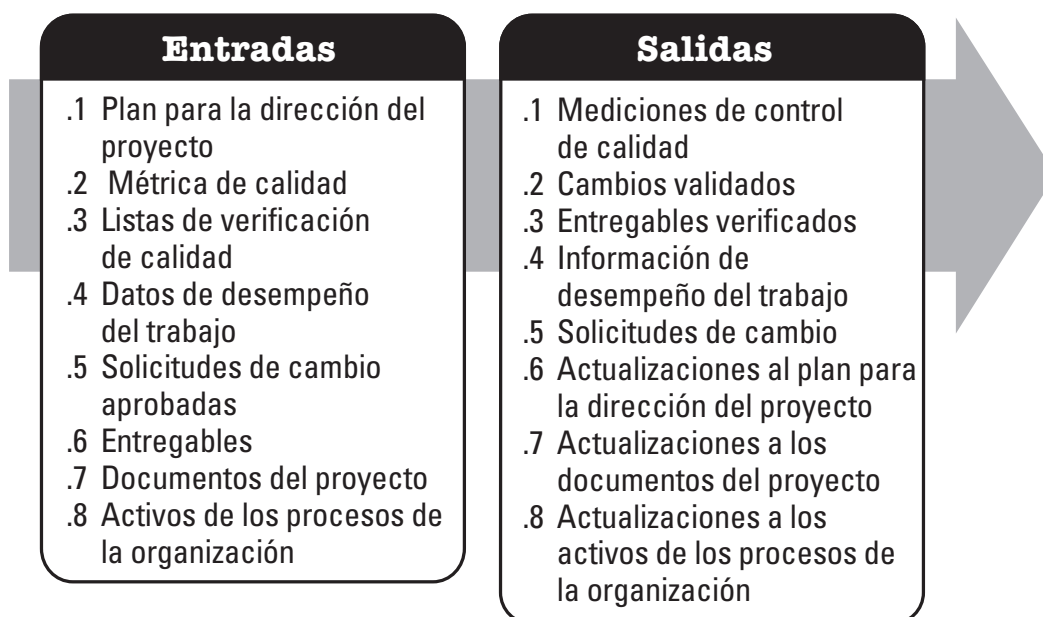 Entradas
.1 Plan para la dirección del
proyecto
.2 Métrica de calidad
.3 Listas de verificación
de calidad
.4 Datos de desempeño
del trabajo
.5 Solicitudes de cambio
aprobadas
.6 Entregables
.7 Documentos del proyecto
.8 Activos de los procesos de
la organización
Salidas
.1 Mediciones de control
de calidad
.2 Cambios validados
.3 Entregables verificados
.4 Información de
desempeño del trabajo
.5 Solicitudes de cambio
.6 Actualizaciones al plan para
la dirección del proyecto
.7 Actualizaciones a los
documentos del proyecto
.8 Actualizaciones a los
activos de los procesos de
la organización